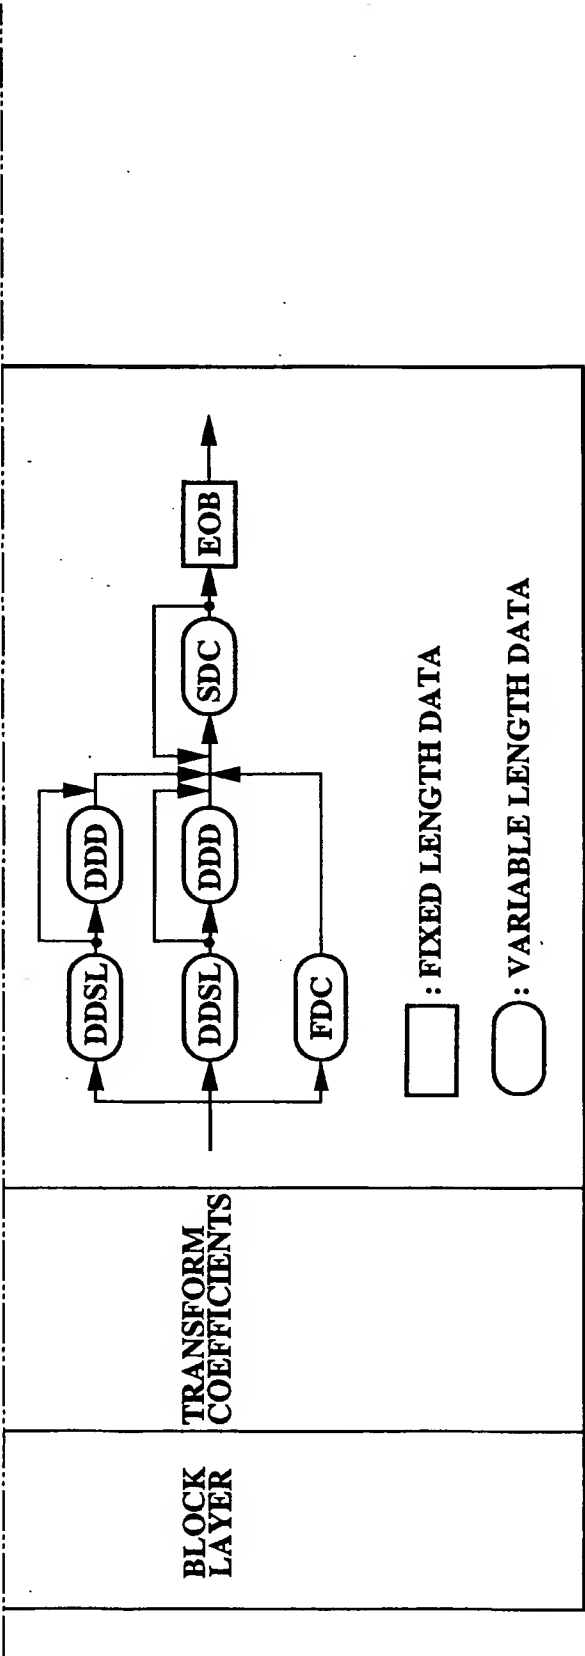 BLOCK
LAYER
TRANSFORM
COEFFICIENTS
DDSL
DDD
DDSL
DDD
SDC
EOB
FDC
: FIXED LENGTH DATA
: VARIABLE LENGTH DATA